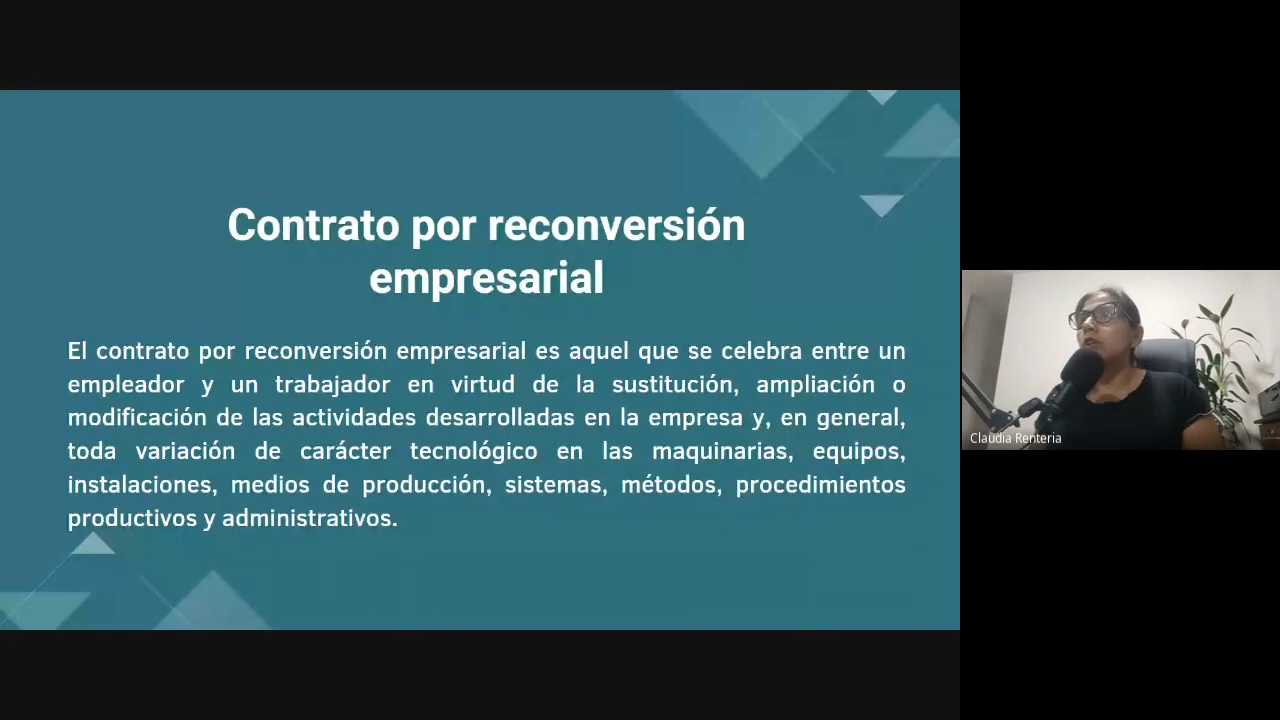 Contrato por reconversión
empresarial
El contrato por reconversión empresarial es aquel que se celebra entre un
empleador y un trabajador en virtud de la sustitución, ampliación o
modificación de las actividades desarrolladas en la empresa y, en general,
toda variación de carácter tecnológico en las maquinarias, equipos,
instalaciones, medios de producción, sistemas, métodos, procedimientos
productivos y administrativos.
Claudia Renteria